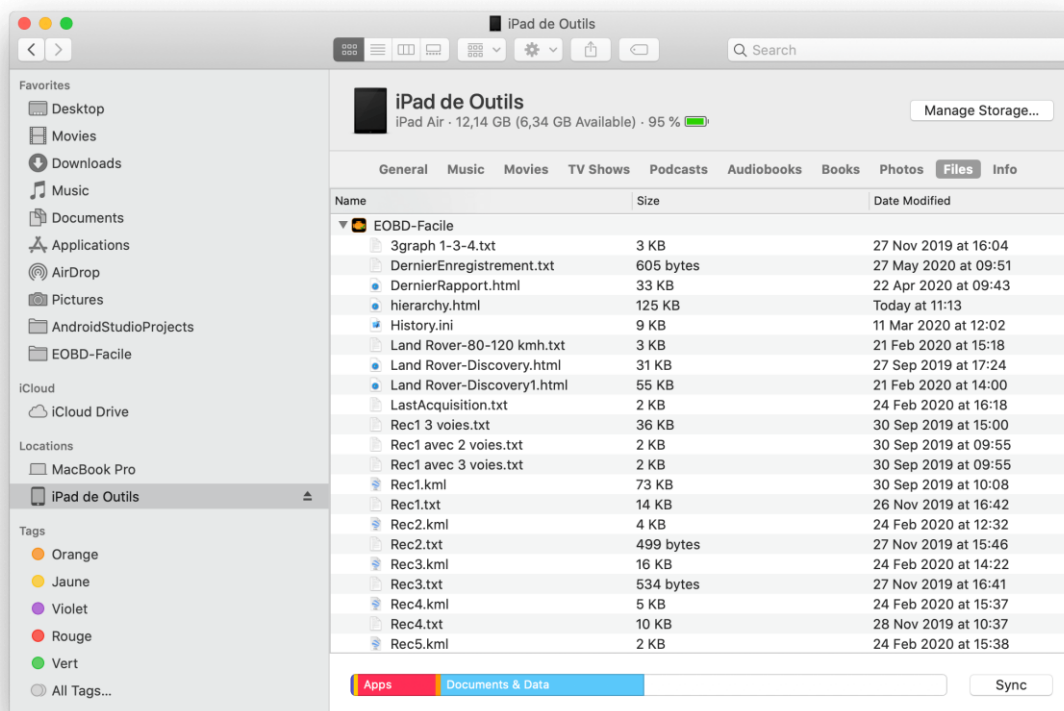 iPad de Outils
Search
Favorites
Desktop
Movies
Downloads
Music
Documents
Applications
AirDrop
Pictures
AndroidStudioProjects
EOBD-Facile
iCloud
iCloud Drive
Locations
MacBook Pro
iPad de Outils
Tags
Orange
Jaune
Violet
Rouge
Vert
All Tags...
iPad de Outils
iPad Air · 12,14 GB (6,34 GB Available) · 95 %
Manage Storage...
General Music Movies TV Shows Podcasts Audiobooks Books Photos Files Info
Name Size Date Modified
EOBD-Facile
3graph 1-3-4.txt 3 KB 27 Nov 2019 at 16:04
DernierEnregistrement.txt 605 bytes 27 May 2020 at 09:51
DernierRapport.html 33 KB 22 Apr 2020 at 09:43
hierarchy.html 125 KB Today at 11:13
History.ini 9 KB 11 Mar 2020 at 12:02
Land Rover-80-120 kmh.txt 3 KB 21 Feb 2020 at 15:18
Land Rover-Discovery.html 31 KB 27 Sep 2019 at 17:24
Land Rover-Discovery1.html 55 KB 21 Feb 2020 at 14:00
LastAcquisition.txt 2 KB 24 Feb 2020 at 16:18
Rec1 3 voies.txt 36 KB 30 Sep 2019 at 15:00
Rec1 avec 2 voies.txt 2 KB 30 Sep 2019 at 09:55
Rec1 avec 3 voies.txt 2 KB 30 Sep 2019 at 09:55
Rec1.kml 73 KB 30 Sep 2019 at 10:08
Rec1.txt 14 KB 26 Nov 2019 at 16:42
Rec2.kml 4 KB 24 Feb 2020 at 12:32
Rec2.txt 499 bytes 27 Nov 2019 at 15:46
Rec3.kml 16 KB 24 Feb 2020 at 14:22
Rec3.txt 534 bytes 27 Nov 2019 at 16:41
Rec4.kml 5 KB 24 Feb 2020 at 15:37
Rec4.txt 10 KB 28 Nov 2019 at 10:37
Rec5.kml 2 KB 24 Feb 2020 at 15:38
Apps Documents & Data Sync